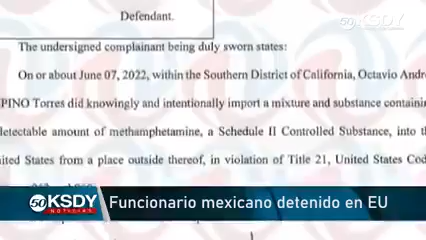 50 KSDY
Defendant.
The undersigned complainant being duly sworn states:
On or about June 07, 2022, within the Southern District of California, Octavio Andre
PINO Torres did knowingly and intentionally import a mixture and substance containin
detectable amount of methamphetamine, a Schedule II Controlled Substance, into th
nited States from a place outside thereof, in violation of Title 21, United States Cod
50 KSDY
NOTICIAS
Funcionario mexicano detenido en EU